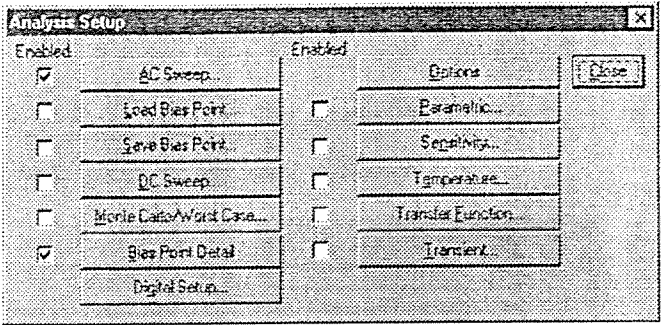 Analysis Setup
Enabled
Enabled
AC Sweep...
Options
Close
Load Bias Point...
Parametric...
Save Bias Point...
Sensitivity...
DC Sweep...
Temperature...
Monte Carlo/Worst Case...
Transfer Function...
Bias Point Detail
Transient...
Digital Setup...